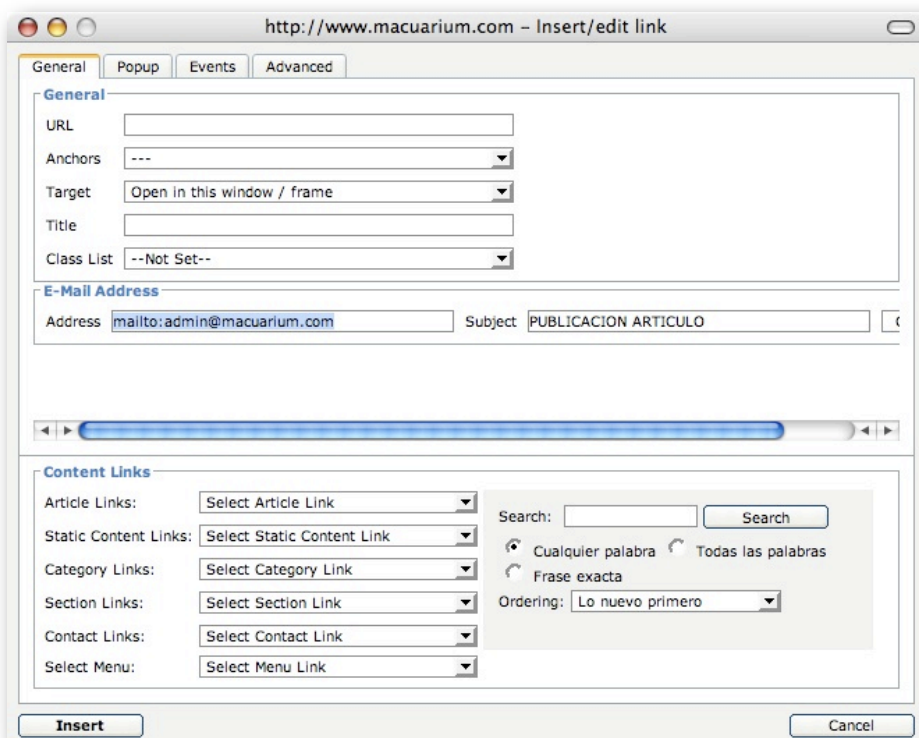 http://www.macuarium.com – Insert/edit link
General Popup Events Advanced
General
URL
Anchors ---
Target Open in this window / frame
Title
Class List --Not Set--
E-Mail Address
Address mailto:admin@macuarium.com Subject PUBLICACION ARTICULO
Content Links
Article Links: Select Article Link
Static Content Links: Select Static Content Link
Category Links: Select Category Link
Section Links: Select Section Link
Contact Links: Select Contact Link
Select Menu: Select Menu Link
Search: Search
Cualquier palabra Todas las palabras
Frase exacta
Ordering: Lo nuevo primero
Insert Cancel